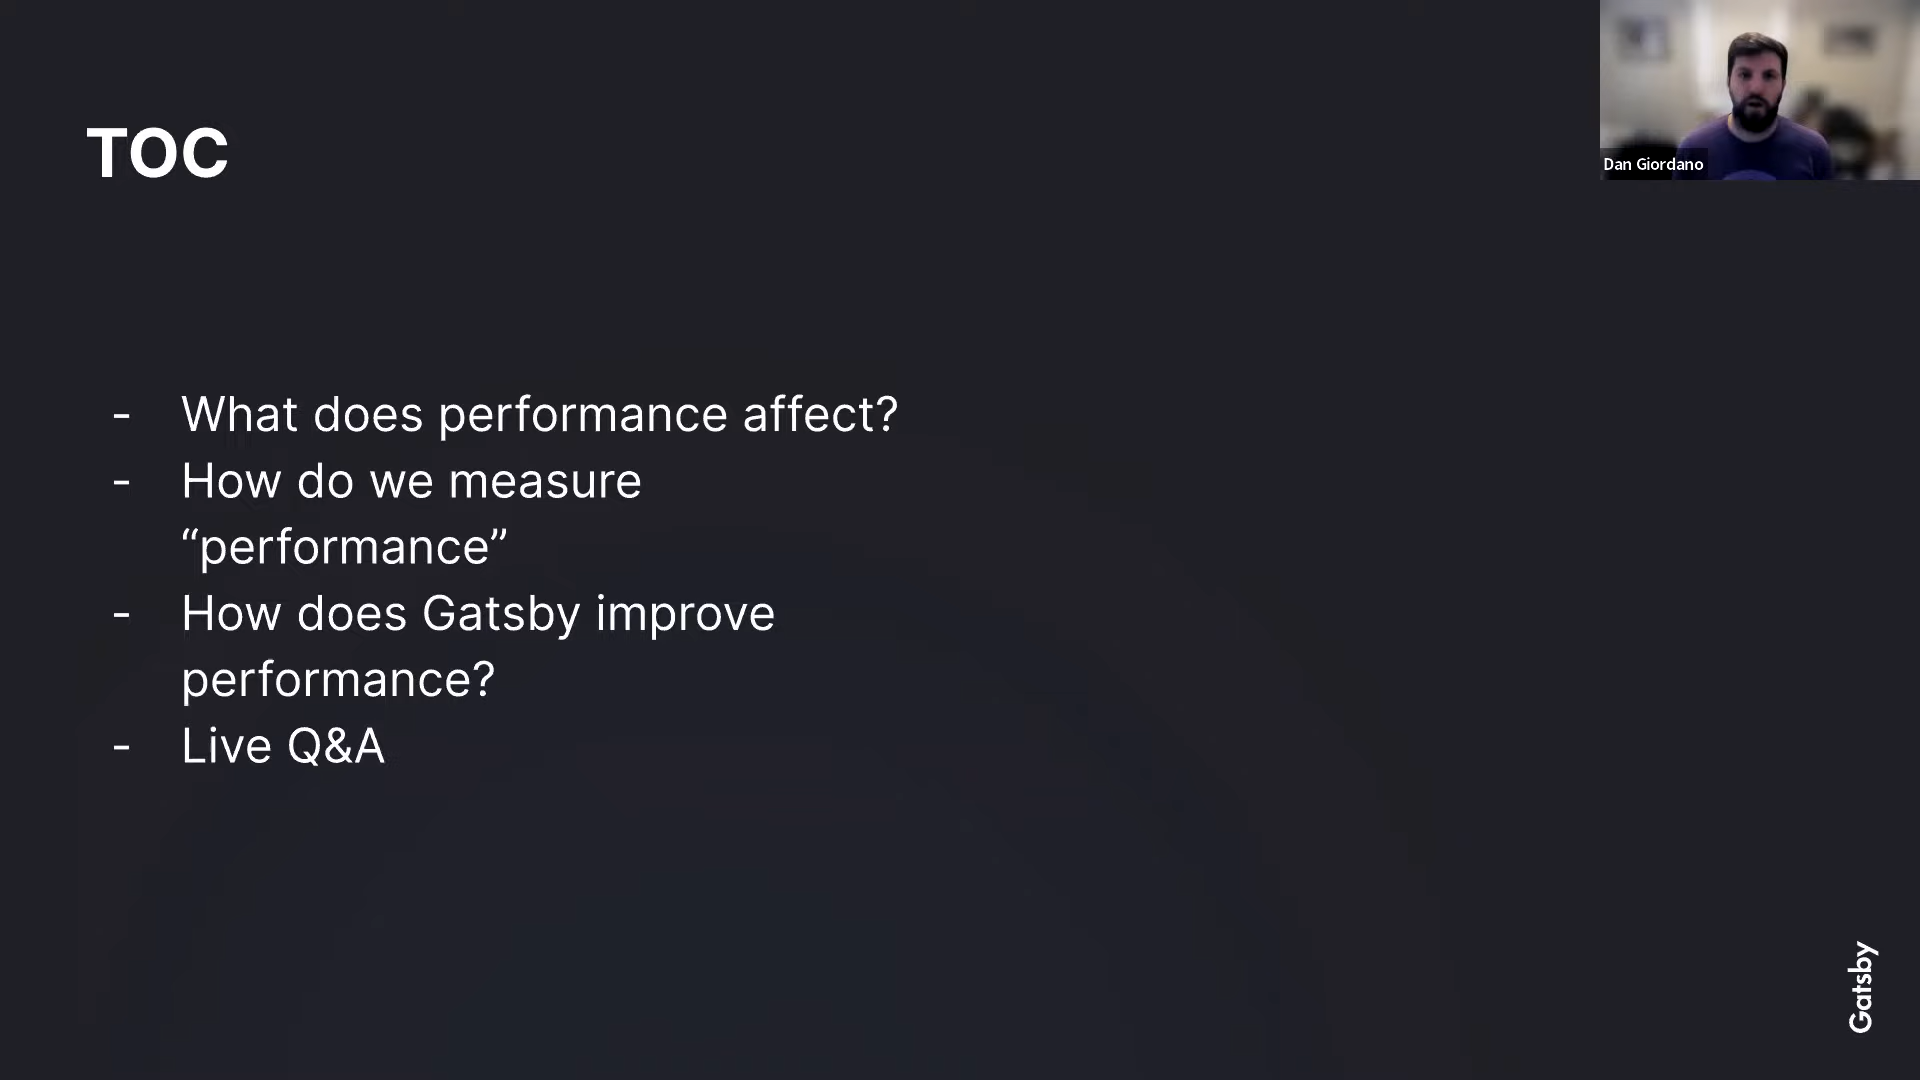 TOC
Dan Giordano
- What does performance affect?
- How do we measure
“performance”
- How does Gatsby improve
performance?
- Live Q&A
Gatsby